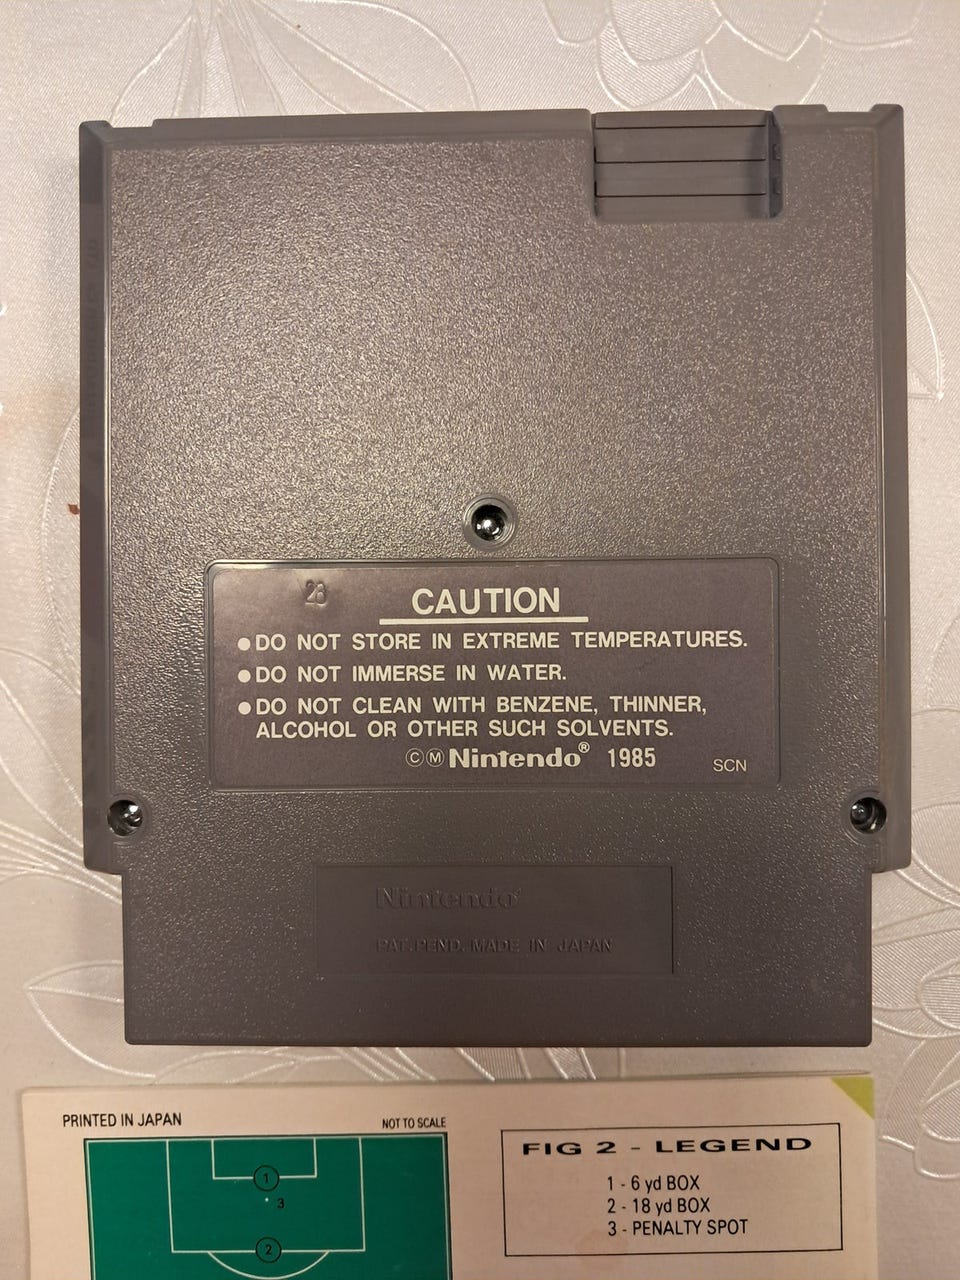 28
CAUTION
●DO NOT STORE IN EXTREME TEMPERATURES.
●DO NOT IMMERSE IN WATER.
●DO NOT CLEAN WITH BENZENE, THINNER,
ALCOHOL OR OTHER SUCH SOLVENTS.
©Ⓜ Nintendo® 1985
SCN
Nintendo®
PAT.PEND. MADE IN JAPAN
PRINTED IN JAPAN
NOT TO SCALE
1
3
2
FIG 2 - LEGEND
1 - 6 yd BOX
2 - 18 yd BOX
3 - PENALTY SPOT